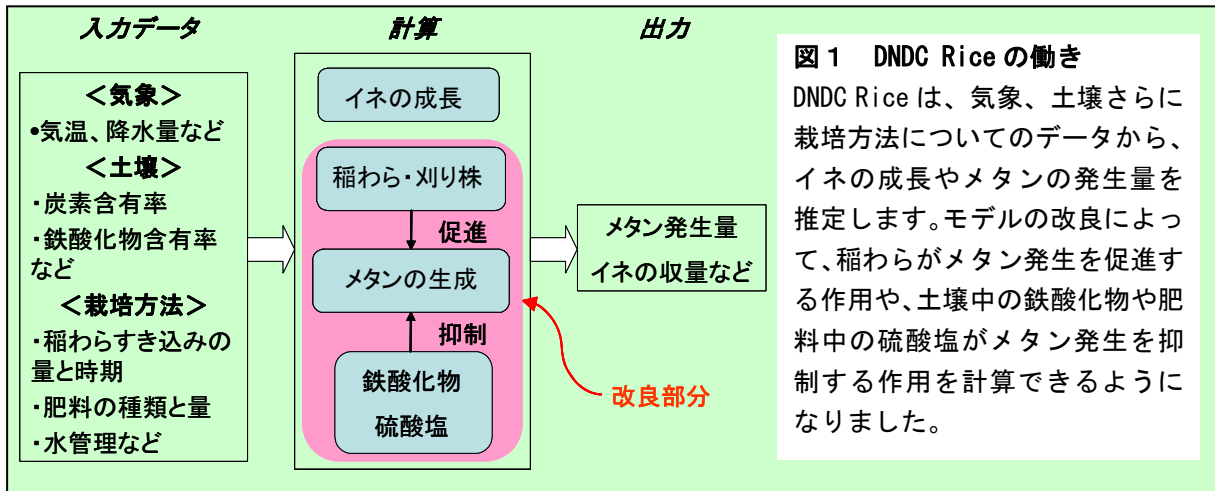 入力データ
計算
出力
<気象>
•気温、降水量など
<土壌>
・炭素含有率
・鉄酸化物含有率
など
<栽培方法>
・稲わらすき込みの
量と時期
・肥料の種類と量
・水管理など
イネの成長
稲わら・刈り株
促進
メタンの生成
抑制
鉄酸化物
硫酸塩
改良部分
メタン発生量
イネの収量など
図1 DNDC Rice の働き
DNDC Rice は、気象、土壌さらに
栽培方法についてのデータから、
イネの成長やメタンの発生量を
推定します。モデルの改良によっ
て、稲わらがメタン発生を促進す
る作用や、土壌中の鉄酸化物や肥
料中の硫酸塩がメタン発生を抑
制する作用を計算できるように
なりました。